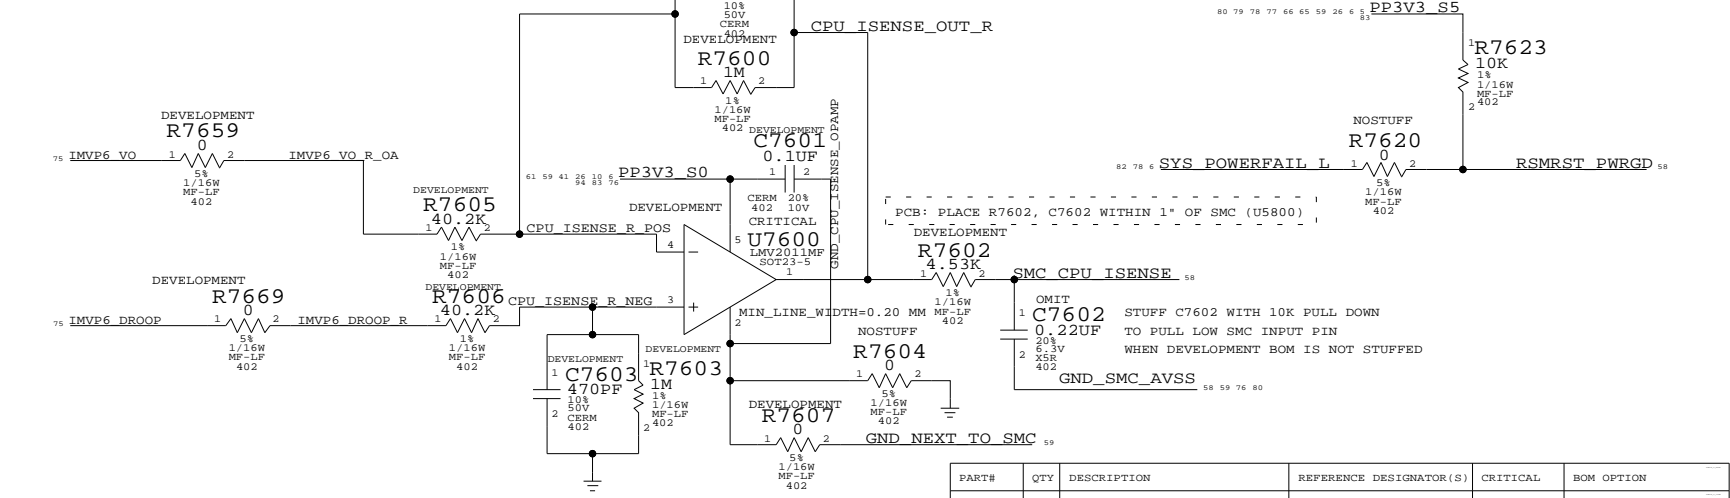 10%
50V
CERM
402
DEVELOPMENT
R7600
1M
1 2
1%
1/16W
MF-LF
402
CPU_ISENSE_OUT_R
80 79 78 77 66 65 59 26 6 5
83
PP3V3_S5
1
R7623
10K
1%
1/16W
MF-LF
402
2
DEVELOPMENT
R7659
0
75 IMVP6_VO
1 2
IMVP6_VO_R_OA
5%
1/16W
MF-LF
402
DEVELOPMENT
C7601
0.1UF
1 2
CERM
402
20%
10V
GND_CPU_ISENSE_OPAMP
61 59 41 26 10 6
94 83 76
PP3V3_S0
NOSTUFF
R7620
0
82 78 6 SYS_POWERFAIL_L
1 2
RSMRST_PWRGD 58
5%
1/16W
MF-LF
402
DEVELOPMENT
R7605
40.2K
1 2
1%
1/16W
MF-LF
402
CPU_ISENSE_R_POS
DEVELOPMENT
CRITICAL
U7600
LMV2011MF
SOT23-5
5
4
3
1
2
PCB: PLACE R7602, C7602 WITHIN 1" OF SMC (U5800)
DEVELOPMENT
R7602
4.53K
1 2
1%
1/16W
MF-LF
402
SMC_CPU_ISENSE 58
DEVELOPMENT
R7669
0
75 IMVP6_DROOP
1 2
IMVP6_DROOP_R
5%
1/16W
MF-LF
402
DEVELOPMENT
R7606
40.2K
1 2
1%
1/16W
MF-LF
402
CPU_ISENSE_R_NEG
MIN_LINE_WIDTH=0.20 MM
OMIT
1
C7602
0.22UF
20%
6.3V
X5R
402
2
STUFF C7602 WITH 10K PULL DOWN
TO PULL LOW SMC INPUT PIN
WHEN DEVELOPMENT BOM IS NOT STUFFED
GND_SMC_AVSS 58 59 76 80
DEVELOPMENT
1
C7603
470PF
10%
50V
CERM
402
2
DEVELOPMENT
1
R7603
1M
1%
1/16W
MF-LF
402
2
NOSTUFF
R7604
0
1 2
5%
1/16W
MF-LF
402
DEVELOPMENT
R7607
0
1 2
5%
1/16W
MF-LF
402
GND_NEXT_TO_SMC 59
PART# QTY DESCRIPTION REFERENCE DESIGNATOR(S) CRITICAL BOM OPTION